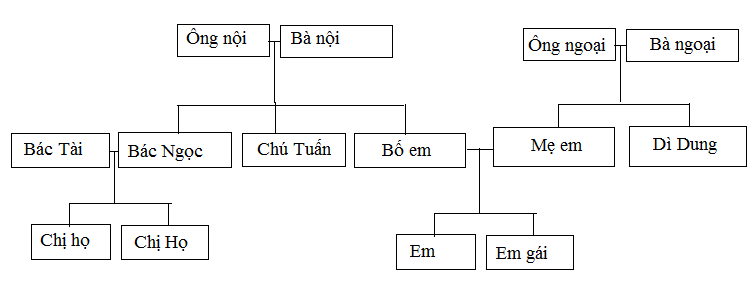 Ông nội
Bà nội
Ông ngoại
Bà ngoại
Bác Tài
Bác Ngọc
Chú Tuấn
Bố em
Mẹ em
Dì Dung
Chị họ
Chị Họ
Em
Em gái